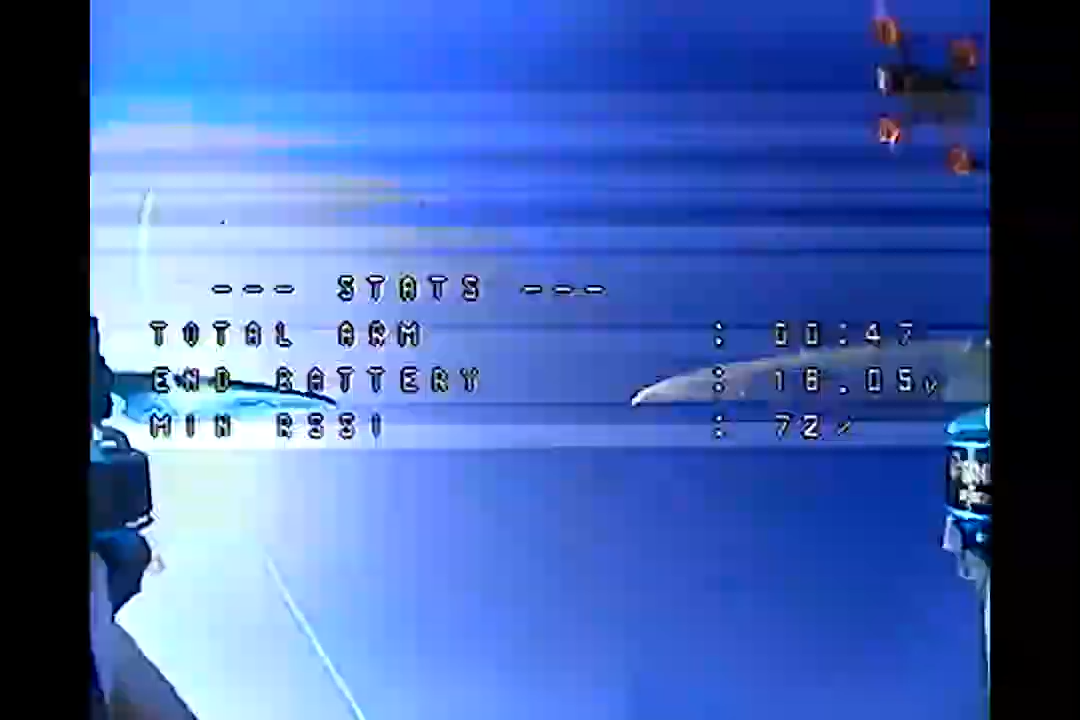 --- STATS ---
TOTAL ARM : 00:47
END BATTERY : 16.05V
MIN RSSI : 72%